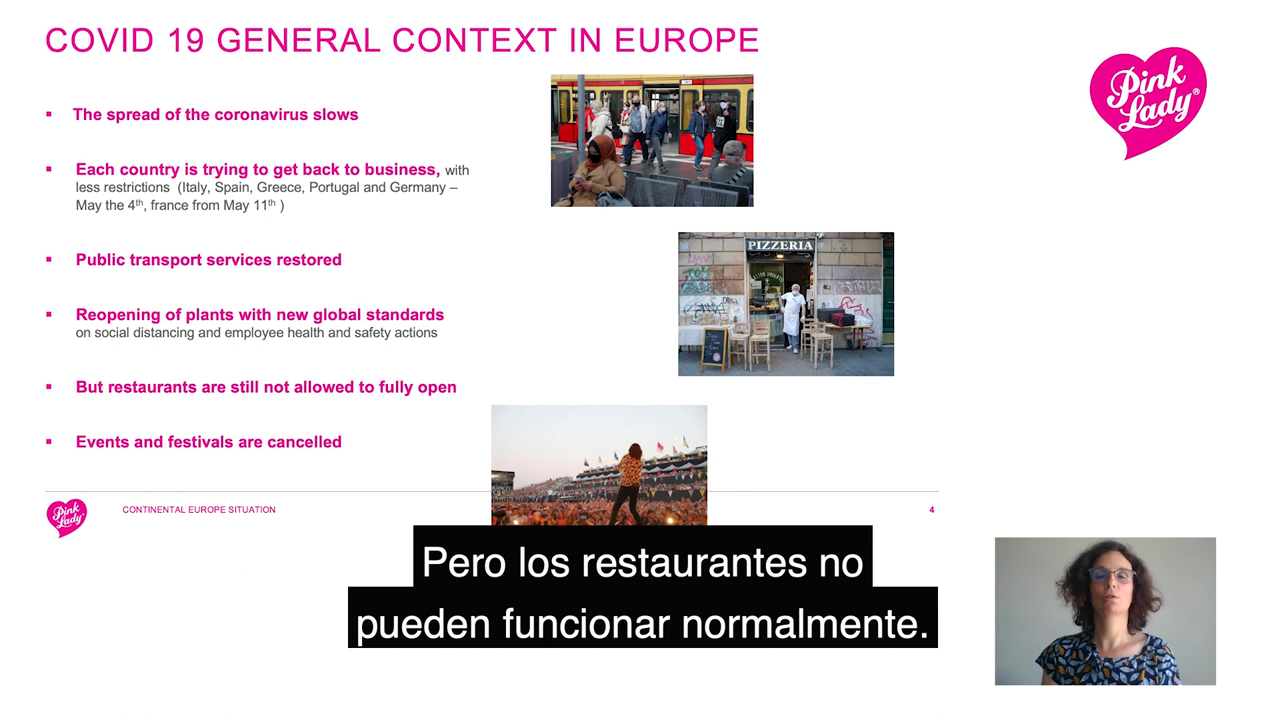 COVID 19 GENERAL CONTEXT IN EUROPE
Pink
Lady®
▪ The spread of the coronavirus slows
▪ Each country is trying to get back to business, with
less restrictions (Italy, Spain, Greece, Portugal and Germany –
May the 4th, france from May 11th )
▪ Public transport services restored
▪ Reopening of plants with new global standards
on social distancing and employee health and safety actions
▪ But restaurants are still not allowed to fully open
▪ Events and festivals are cancelled
PIZZERIA
Pink
Lady
CONTINENTAL EUROPE SITUATION
4
Pero los restaurantes no
pueden funcionar normalmente.